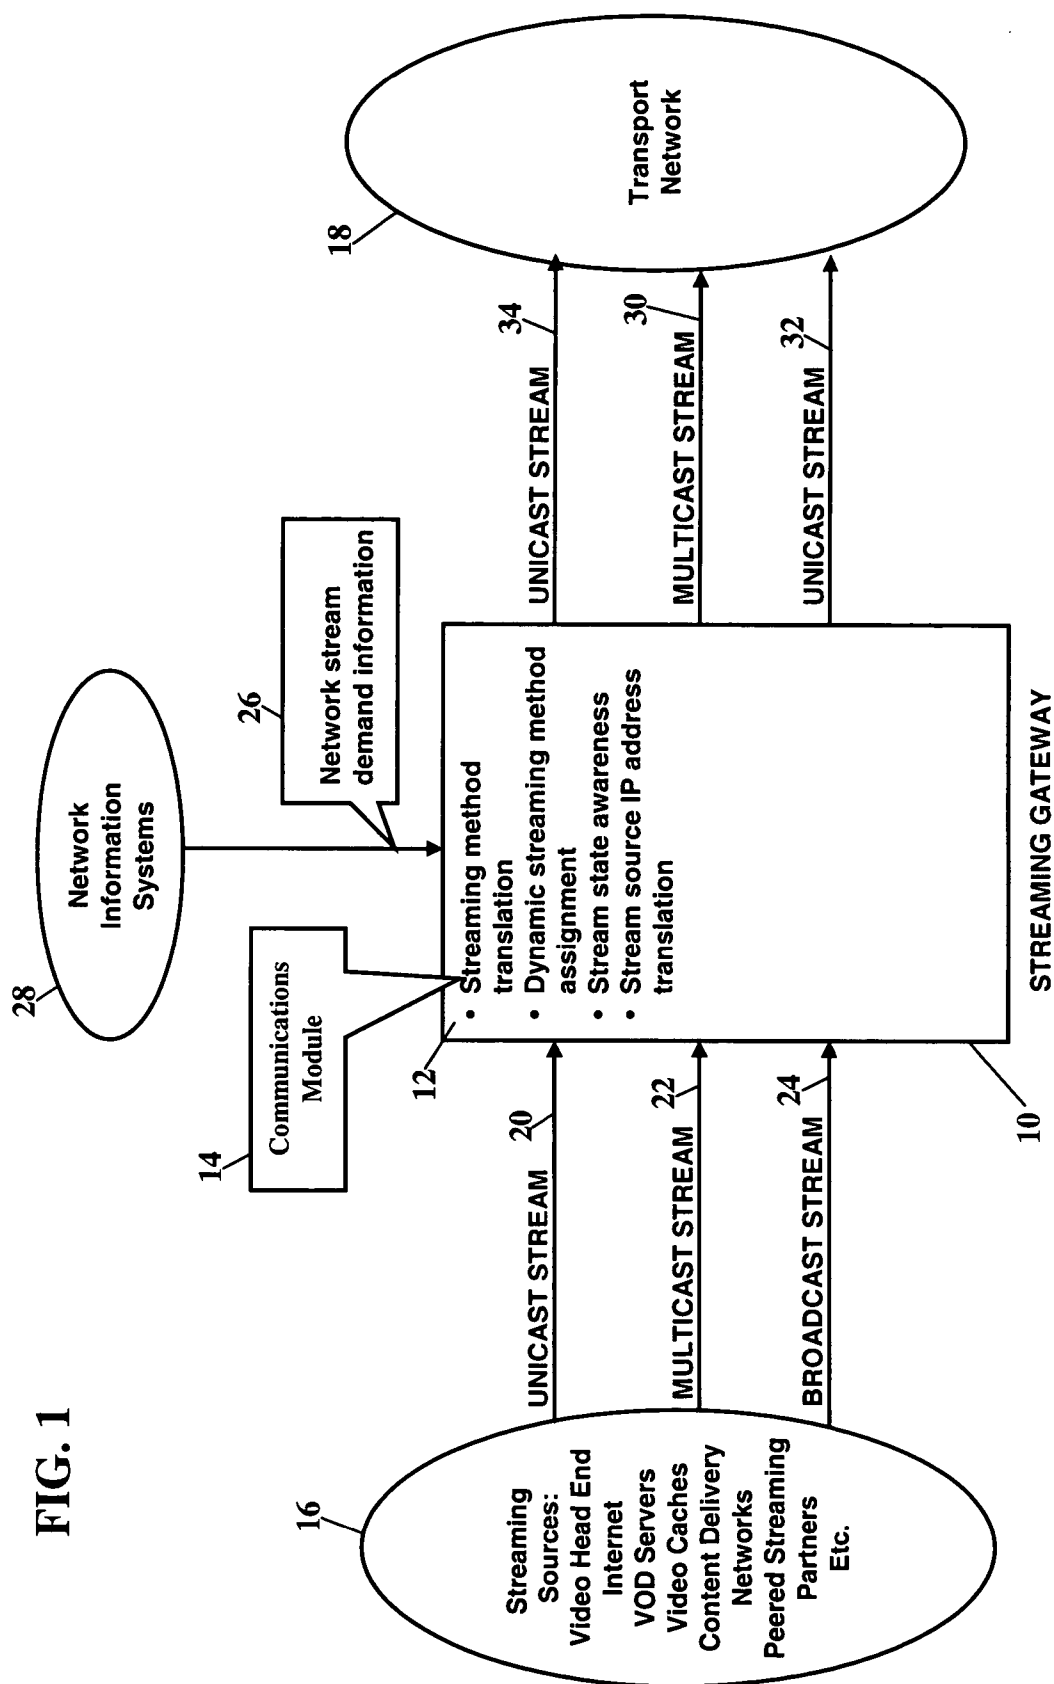 FIG. 1
28
Network
Information
Systems
26
Network stream
demand information
14
Communications
Module
16
Streaming
Sources:
Video Head End
Internet
VOD Servers
Video Caches
Content Delivery
Networks
Peered Streaming
Partners
Etc.
UNICAST STREAM
20
MULTICAST STREAM
22
BROADCAST STREAM
24
12
• Streaming method
translation
• Dynamic streaming method
assignment
• Stream state awareness
• Stream source IP address
translation
10
STREAMING GATEWAY
UNICAST STREAM
34
MULTICAST STREAM
30
UNICAST STREAM
32
18
Transport
Network